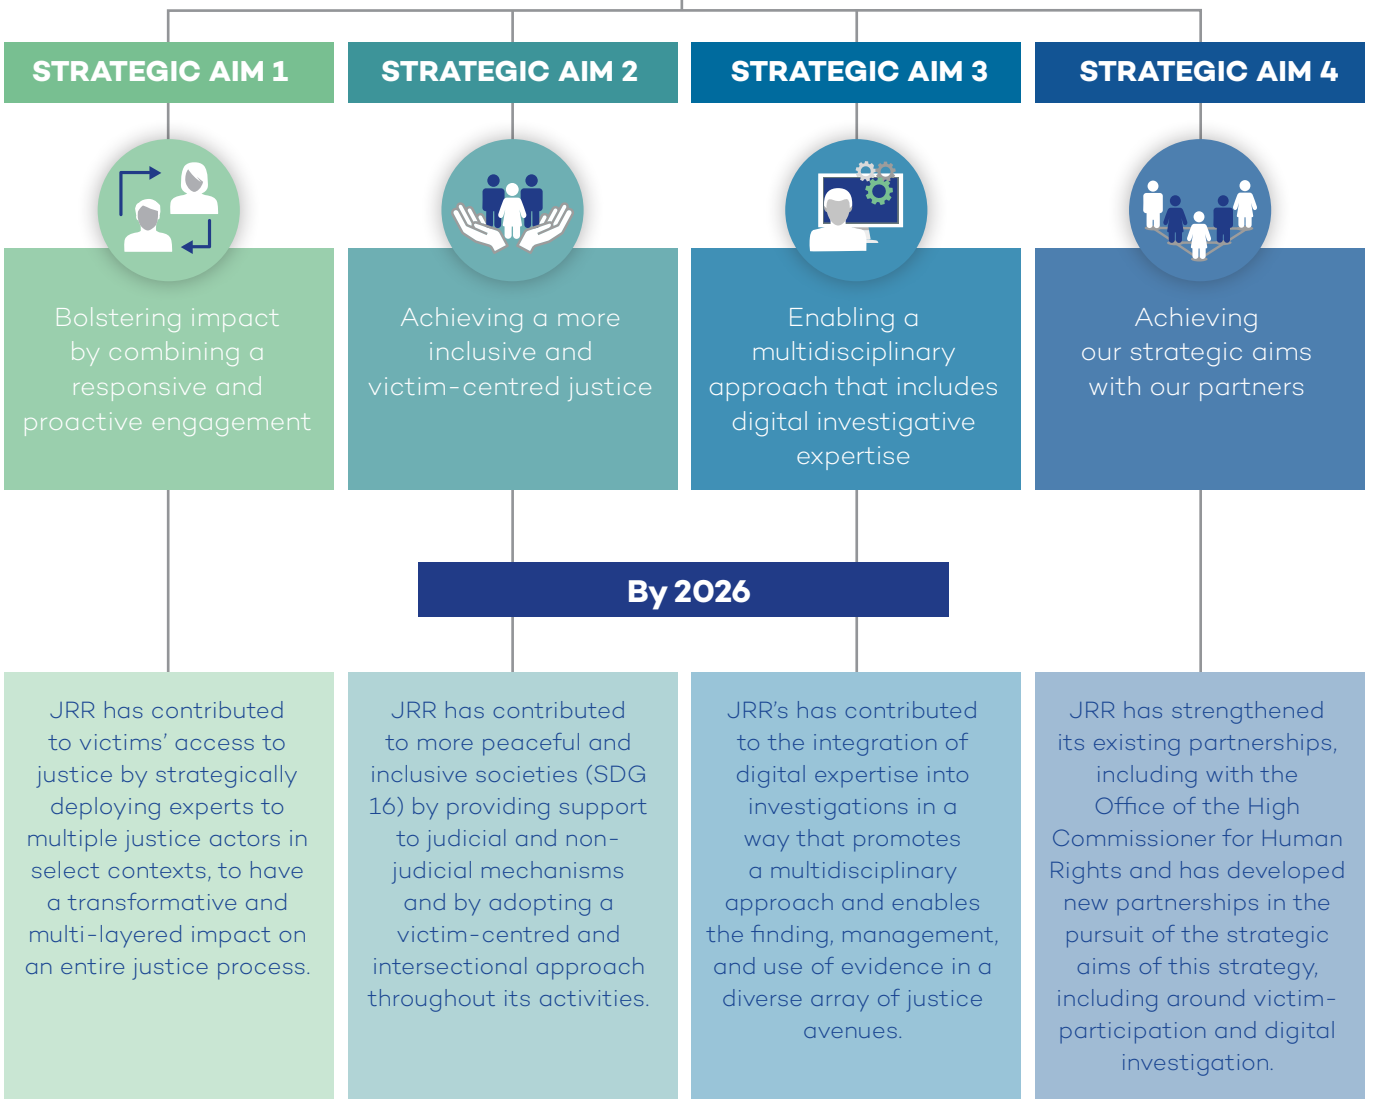 STRATEGIC AIM 1
STRATEGIC AIM 2
STRATEGIC AIM 3
STRATEGIC AIM 4
Bolstering impact
by combining a
responsive and
proactive engagement
Achieving a more
inclusive and
victim-centred justice
Enabling a
multidisciplinary
approach that includes
digital investigative
expertise
Achieving
our strategic aims
with our partners
By 2026
JRR has contributed
to victims’ access to
justice by strategically
deploying experts to
multiple justice actors in
select contexts, to have
a transformative and
multi-layered impact on
an entire justice process.
JRR has contributed
to more peaceful and
inclusive societies (SDG
16) by providing support
to judicial and non-
judicial mechanisms
and by adopting a
victim-centred and
intersectional approach
throughout its activities.
JRR’s has contributed
to the integration of
digital expertise into
investigations in a
way that promotes
a multidisciplinary
approach and enables
the finding, management,
and use of evidence in a
diverse array of justice
avenues.
JRR has strengthened
its existing partnerships,
including with the
Office of the High
Commissioner for Human
Rights and has developed
new partnerships in the
pursuit of the strategic
aims of this strategy,
including around victim-
participation and digital
investigation.